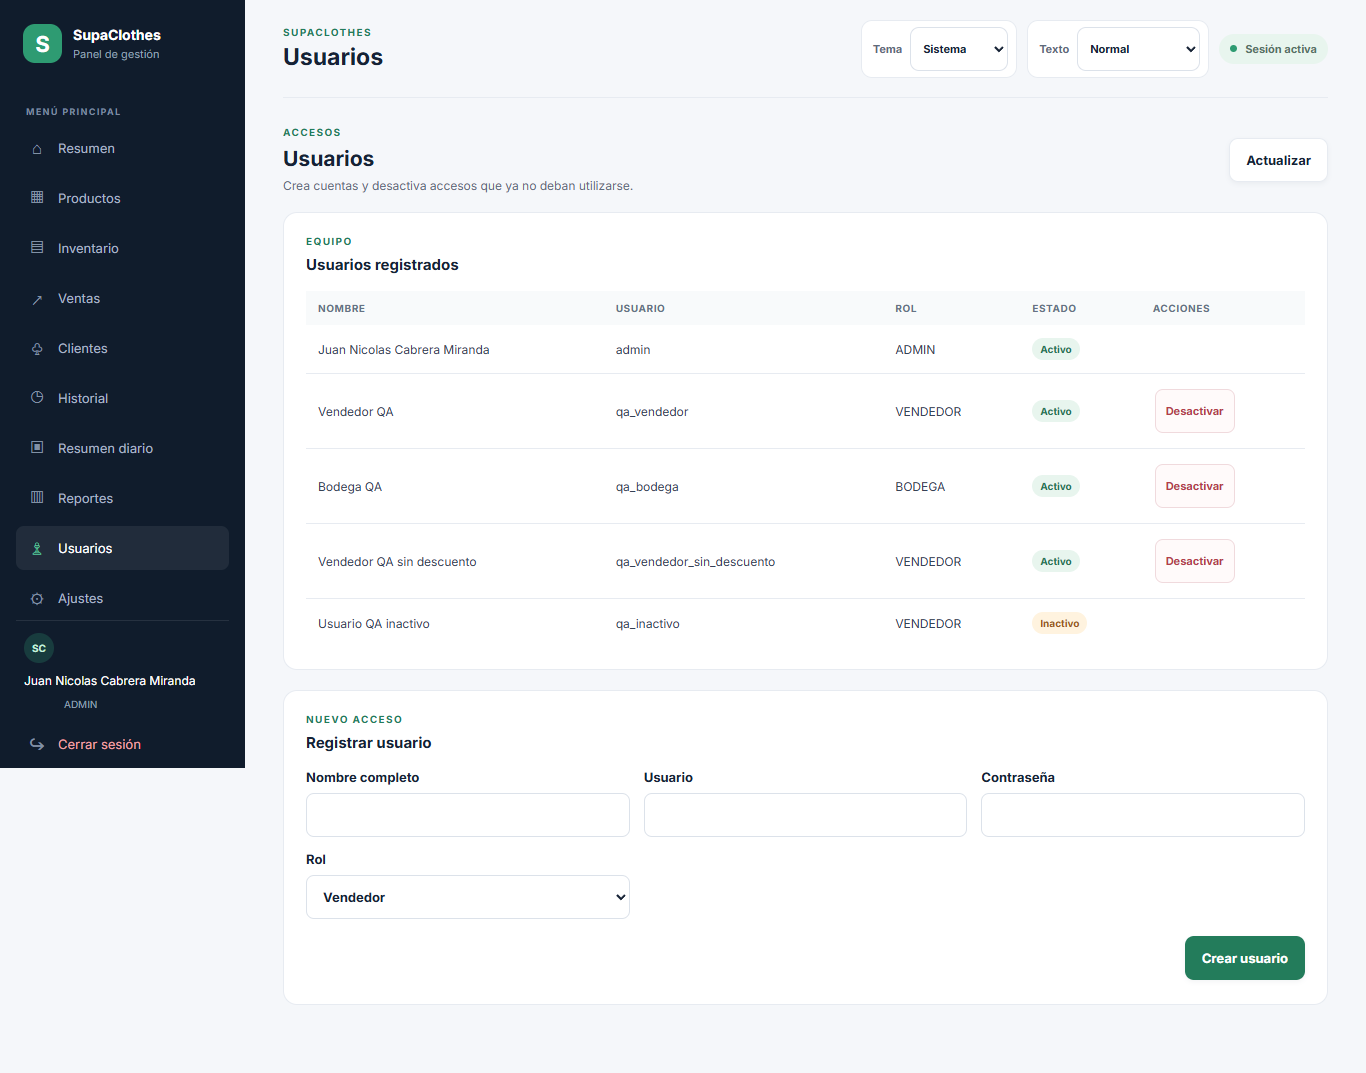 S
SupaClothes
Panel de gestión
MENÚ PRINCIPAL
Resumen
Productos
Inventario
Ventas
Clientes
Historial
Resumen diario
Reportes
Usuarios
Ajustes
SC
Juan Nicolas Cabrera Miranda
ADMIN
Cerrar sesión
SUPACLOTHES
Usuarios
Tema Sistema Texto Normal Sesión activa
ACCESOS
Usuarios
Crea cuentas y desactiva accesos que ya no deban utilizarse.
Actualizar
EQUIPO
Usuarios registrados
NOMBRE USUARIO ROL ESTADO ACCIONES
Juan Nicolas Cabrera Miranda admin ADMIN Activo
Vendedor QA qa_vendedor VENDEDOR Activo Desactivar
Bodega QA qa_bodega BODEGA Activo Desactivar
Vendedor QA sin descuento qa_vendedor_sin_descuento VENDEDOR Activo Desactivar
Usuario QA inactivo qa_inactivo VENDEDOR Inactivo
NUEVO ACCESO
Registrar usuario
Nombre completo Usuario Contraseña
Rol
Vendedor
Crear usuario